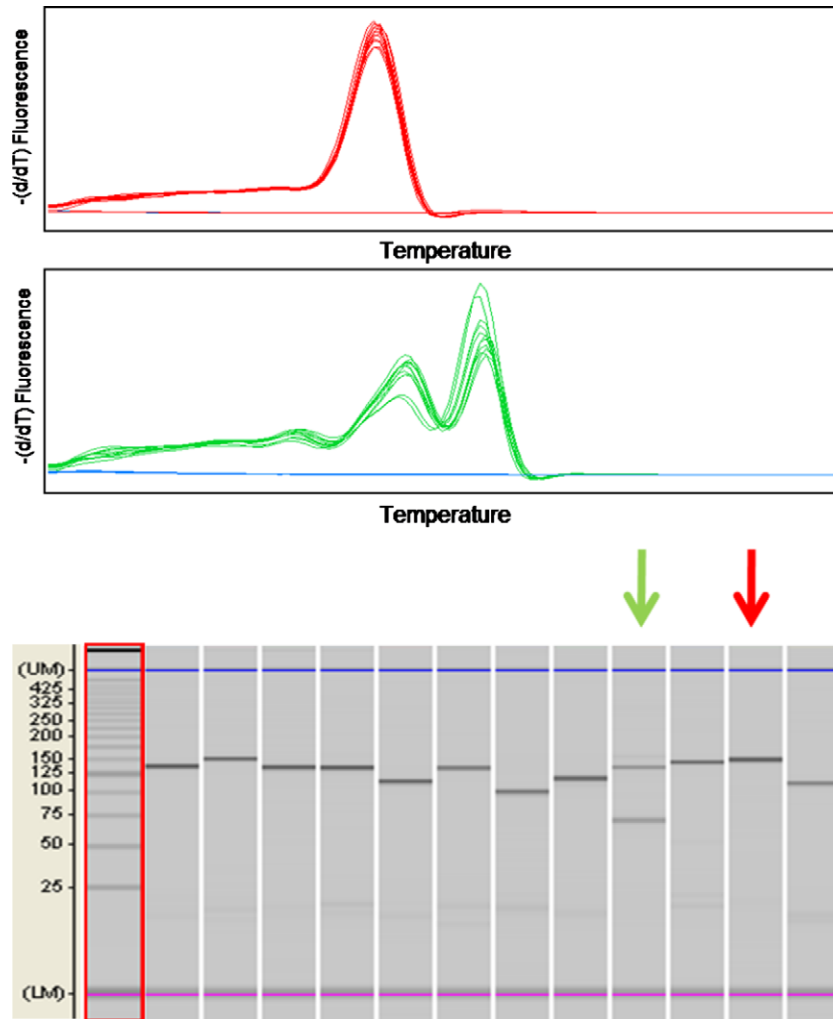 -(d/dT) Fluorescence
Temperature
-(d/dT) Fluorescence
Temperature
(UM)
425
325
250
200
150
125
100
75
50
25
(LM)